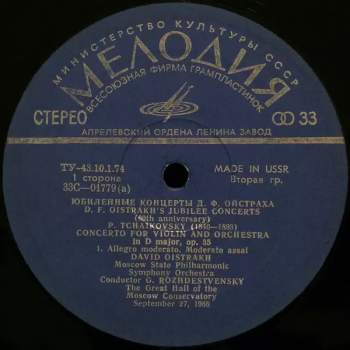 МИНИСТЕРСТВО КУЛЬТУРЫ СССР
МЕЛОДИЯ
ВСЕСОЮЗНАЯ ФИРМА ГРАМПЛАСТИНОК
СТЕРЕО
33
АПРЕЛЕВСКИЙ ОРДЕНА ЛЕНИНА ЗАВОД
ТУ-43.10.1.74 MADE IN USSR
1 сторона Вторая гр.
33С—01779(а)
ЮБИЛЕЙНЫЕ КОНЦЕРТЫ Д. Ф. ОЙСТРАХА
D. F. OISTRAKH'S JUBILEE CONCERTS
(60th anniversary)
P. TCHAIKOVSKY (1840—1893)
CONCERTO FOR VIOLIN AND ORCHESTRA
in D major, op. 35
1. Allegro moderato. Moderato assai
DAVID OISTRAKH
Moscow State Philharmonic
Symphony Orchestra
Conductor G. ROZHDESTVENSKY
The Great Hall of the
Moscow Conservatory
September 27, 1968